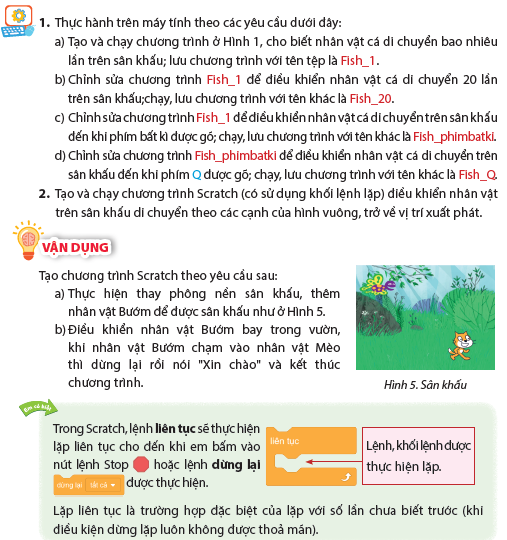 1. Thực hành trên máy tính theo các yêu cầu dưới đây:
a) Tạo và chạy chương trình ở Hình 1, cho biết nhân vật cá di chuyển bao nhiêu
lần trên sân khấu; lưu chương trình với tên tệp là Fish_1.
b) Chỉnh sửa chương trình Fish_1 để điều khiển nhân vật cá di chuyển 20 lần
trên sân khấu;chạy, lưu chương trình với tên khác là Fish_20.
c) Chỉnh sửa chương trình Fish_1 để điều khiển nhân vật cá di chuyển trên sân khấu
đến khi phím bất kì được gõ; chạy, lưu chương trình với tên khác là Fish_phimbatki.
d) Chỉnh sửa chương trình Fish_phimbatki để điều khiển nhân vật cá di chuyển trên
sân khấu đến khi phím Q được gõ; chạy, lưu chương trình với tên khác là Fish_Q.
2. Tạo và chạy chương trình Scratch (có sử dụng khối lệnh lặp) điều khiển nhân vật
trên sân khấu di chuyển theo các cạnh của hình vuông, trở về vị trí xuất phát.
VẬN DỤNG
Tạo chương trình Scratch theo yêu cầu sau:
a) Thực hiện thay phông nền sân khấu, thêm
nhân vật Bướm để được sân khấu như ở Hình 5.
b) Điều khiển nhân vật Bướm bay trong vườn,
khi nhân vật Bướm chạm vào nhân vật Mèo
thì dừng lại rồi nói "Xin chào" và kết thúc
chương trình.
Hình 5. Sân khấu
Em có biết
Trong Scratch, lệnh liên tục sẽ thực hiện
lặp liên tục cho đến khi em bấm vào
nút lệnh Stop hoặc lệnh dừng lại
dừng lại tất cả được thực hiện.
liên tục
Lệnh, khối lệnh được
thực hiện lặp.
Lặp liên tục là trường hợp đặc biệt của lặp với số lần chưa biết trước (khi
điều kiện dừng lặp luôn không được thoả mãn).